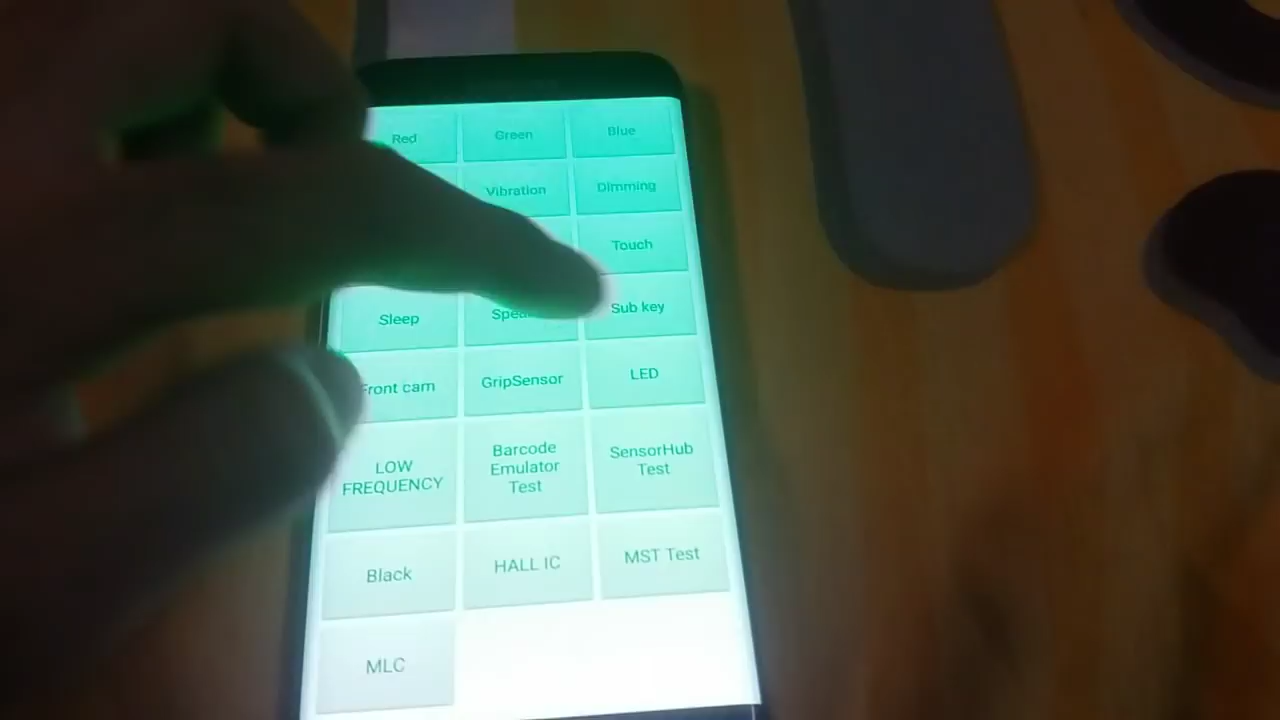 Red
Green
Blue
Vibration
Dimming
Touch
Sleep
Sub key
Front cam
GripSensor
LED
LOW
FREQUENCY
Barcode
Emulator
Test
SensorHub
Test
Black
HALL IC
MST Test
MLC